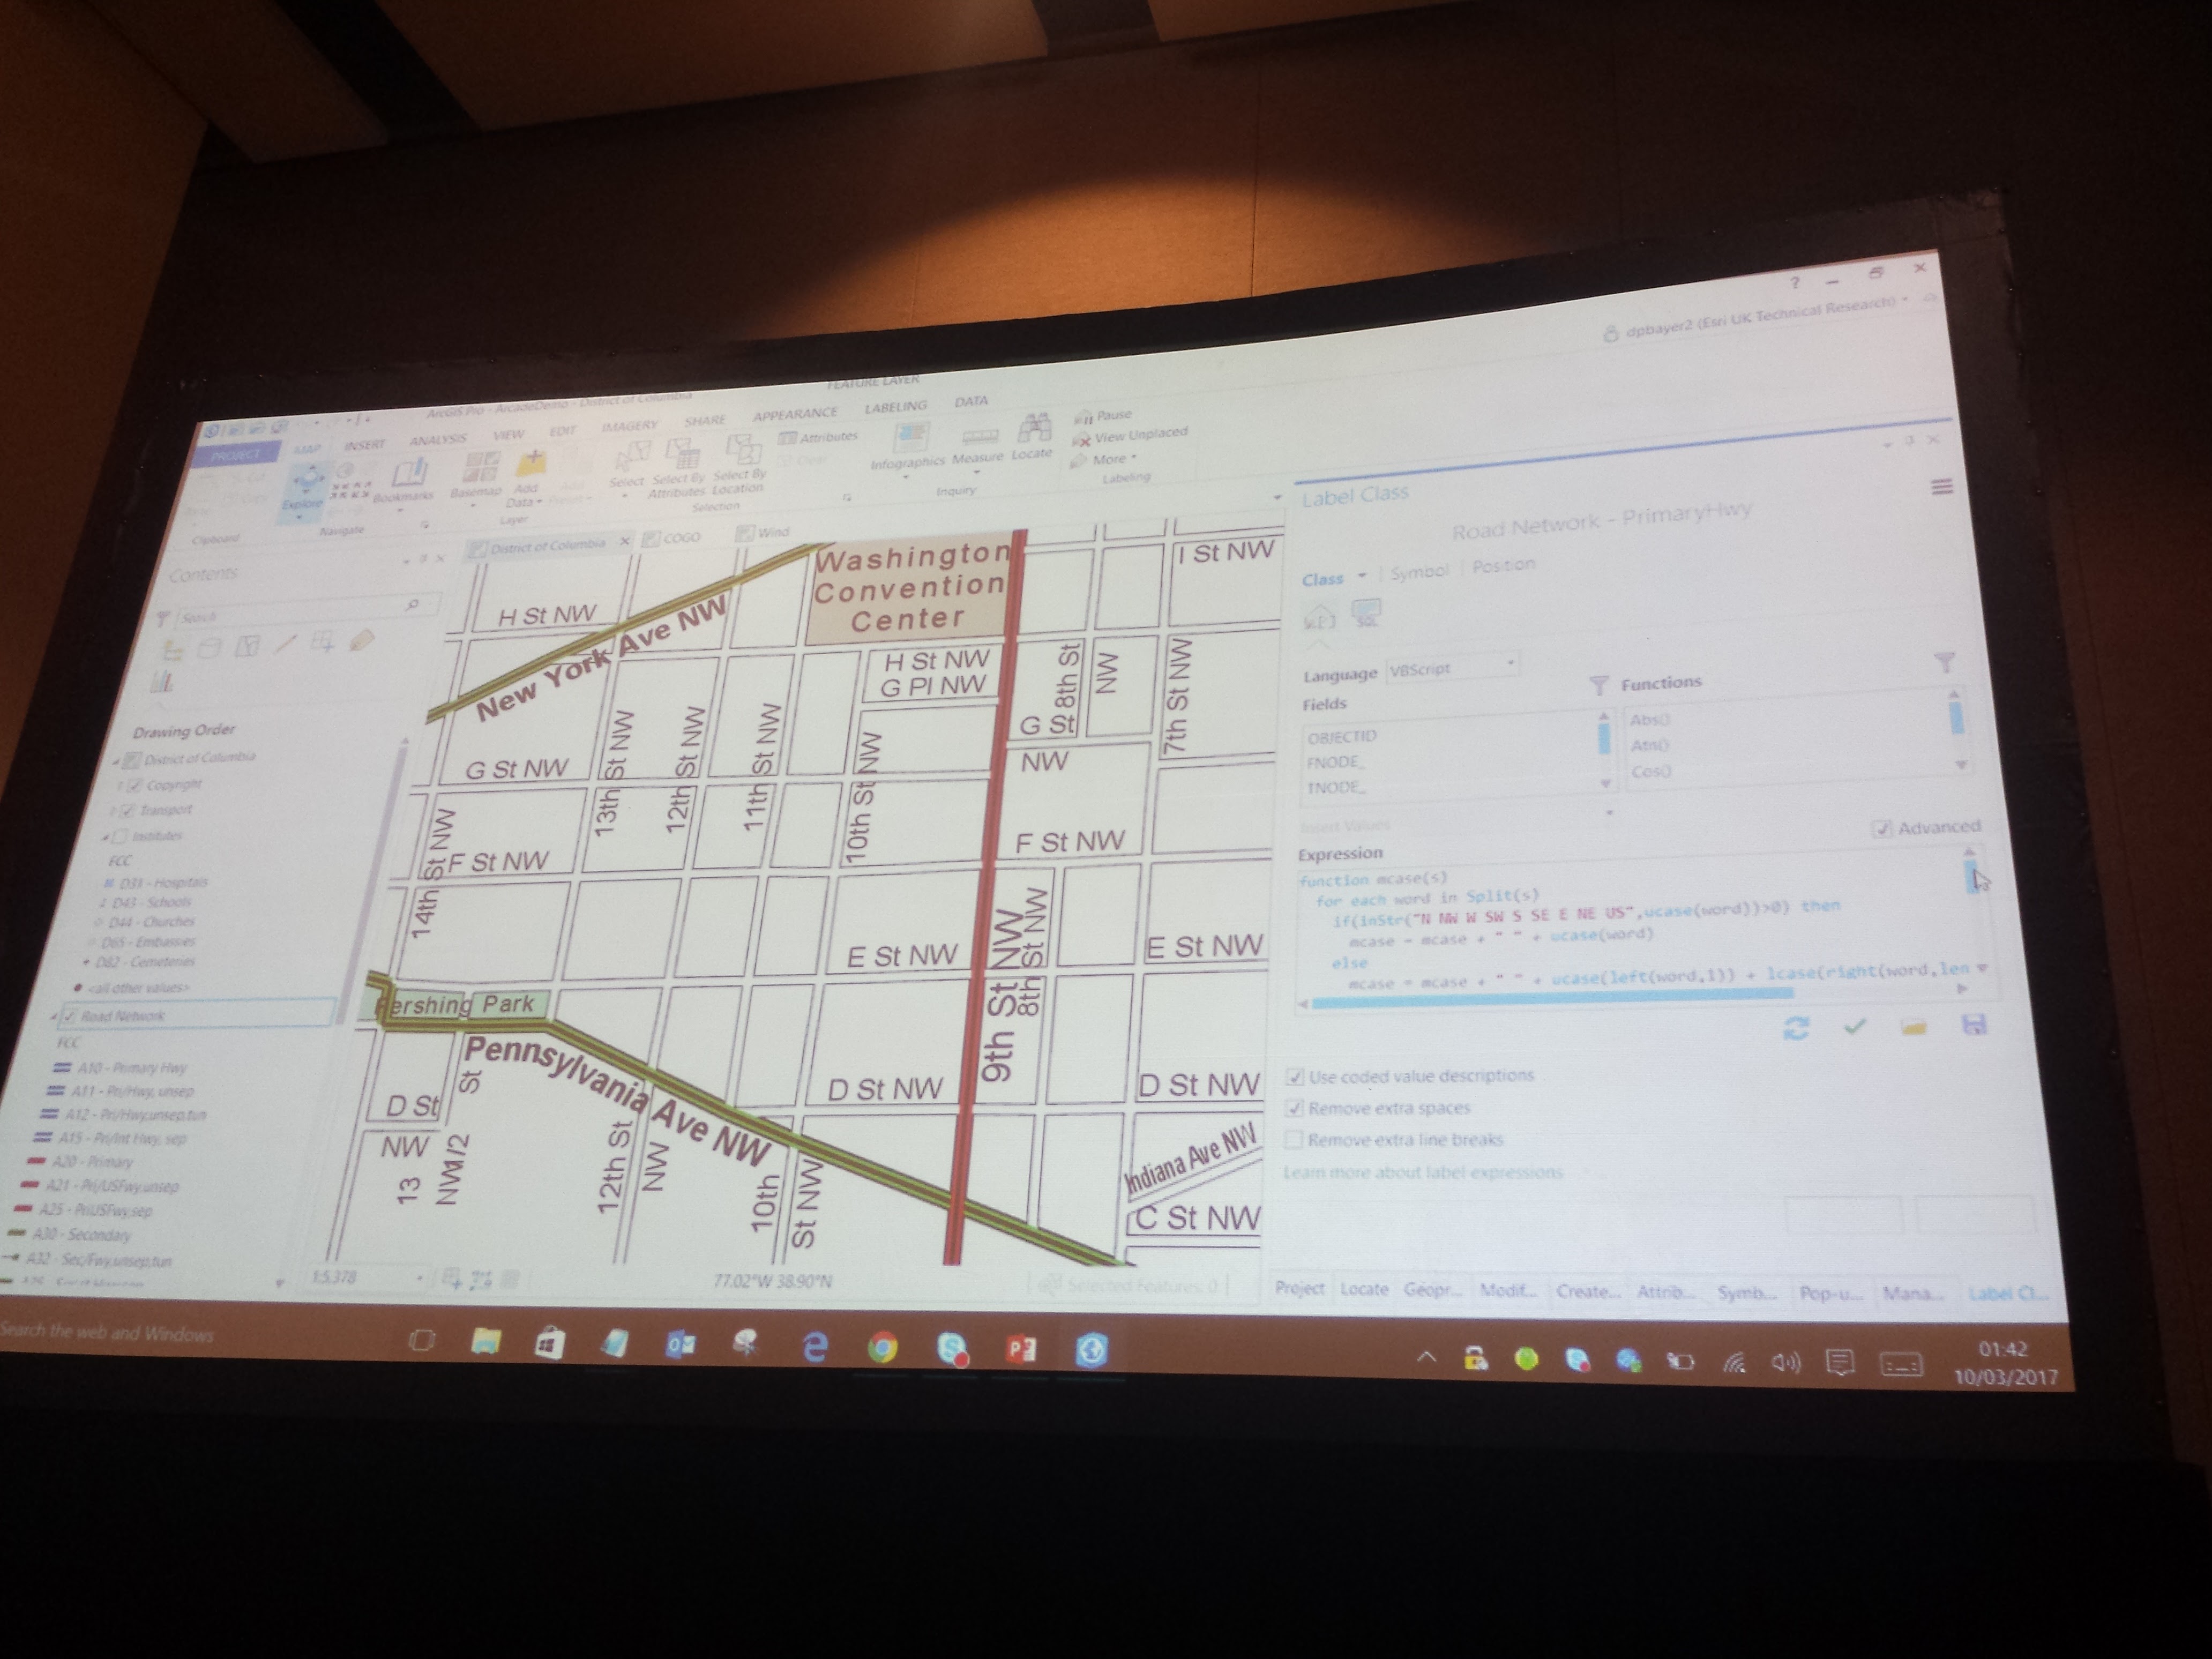 dpbayer2 (Esri UK Technical Research)
ArcGIS Pro - ArcadeDemo - District of Columbia
FEATURE LAYER
PROJECT MAP INSERT ANALYSIS VIEW EDIT IMAGERY SHARE APPEARANCE LABELING DATA
Explore
Bookmarks
Basemap
Add Data
Select
Select By Attributes
Select By Location
Attributes
Clear
Infographics
Measure
Locate
Pause
View Unplaced
More
Clipboard
Navigate
Layer
Selection
Inquiry
Labeling
Contents
Search
Drawing Order
District of Columbia
Copyright
Transport
Institutes
FCC
D31 - Hospitals
D43 - Schools
D44 - Churches
D65 - Embassies
D82 - Cemeteries
<all other values>
Road Network
FCC
A10 - Primary Hwy
A11 - Pri/Hwy, unsep
A12 - Pri/Hwy,unsep,tun
A15 - Pri/Int Hwy, sep
A20 - Primary
A21 - Pri/USFwy,unsep
A25 - Pri/USFwy,sep
A30 - Secondary
A32 - Sec/Fwy,unsep,tun
District of Columbia
COGO
Wind
Washington
Convention
Center
I St NW
H St NW
New York Ave NW
H St NW
G Pl NW
8th St
NW
7th St NW
G St
NW
G St NW
13th St NW
12th St NW
11th St NW
10th St NW
14th St NW
F St NW
F St NW
E St NW
E St NW
9th St NW
8th St NW
Pershing Park
Pennsylvania Ave NW
D St
NW
13
St
NW1/2
D St NW
D St NW
12th St
NW
10th
St NW
Indiana Ave NW
C St NW
1:5,378
77.02°W 38.90°N
Selected Features: 0
Label Class
Road Network - PrimaryHwy
Class Symbol Position
SQL
Language VBScript
Fields
Functions
OBJECTID
FNODE_
TNODE_
Abs()
Atn()
Cos()
Insert Values
Advanced
Expression
function mcase(s)
for each word in Split(s)
if(inStr("N NW W SW S SE E NE US",ucase(word))>0) then
mcase = mcase + " " + ucase(word)
else
mcase = mcase + " " + ucase(left(word,1)) + lcase(right(word,len
Use coded value descriptions
Remove extra spaces
Remove extra line breaks
Learn more about label expressions
Project Locate Geopr... Modif... Create... Attrib... Symb... Pop-u... Mana... Label Cl...
Search the web and Windows
01:42
10/03/2017